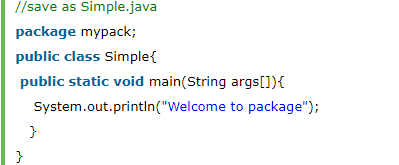 //save as Simple.java
package mypack;
public class Simple{
 public static void main(String args[]){
    System.out.println("Welcome to package");
   }
}